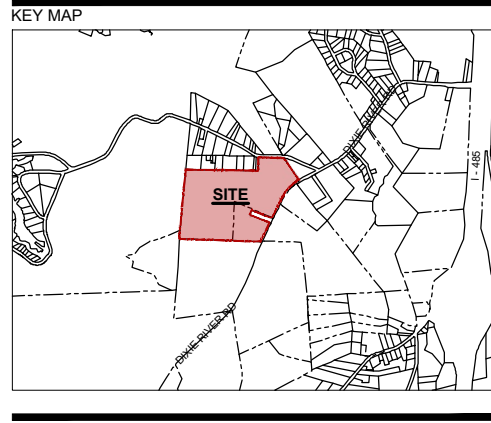 KEY MAP
DIXIE RIVER RD
I - 485
SITE
DIXIE RIVER RD